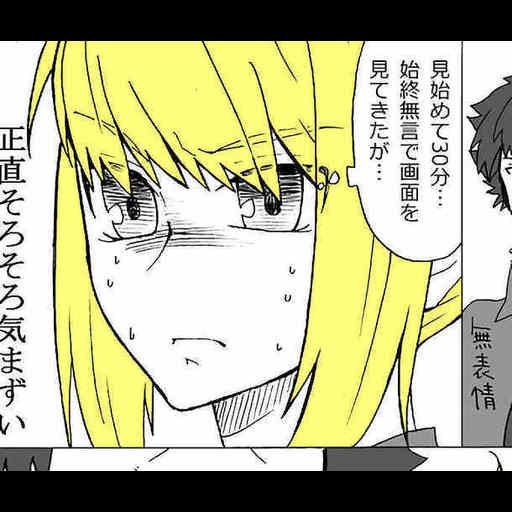 見始めて30分…
始終無言で画面を
見てきたが…
正直そろそろ気まずい
無表情